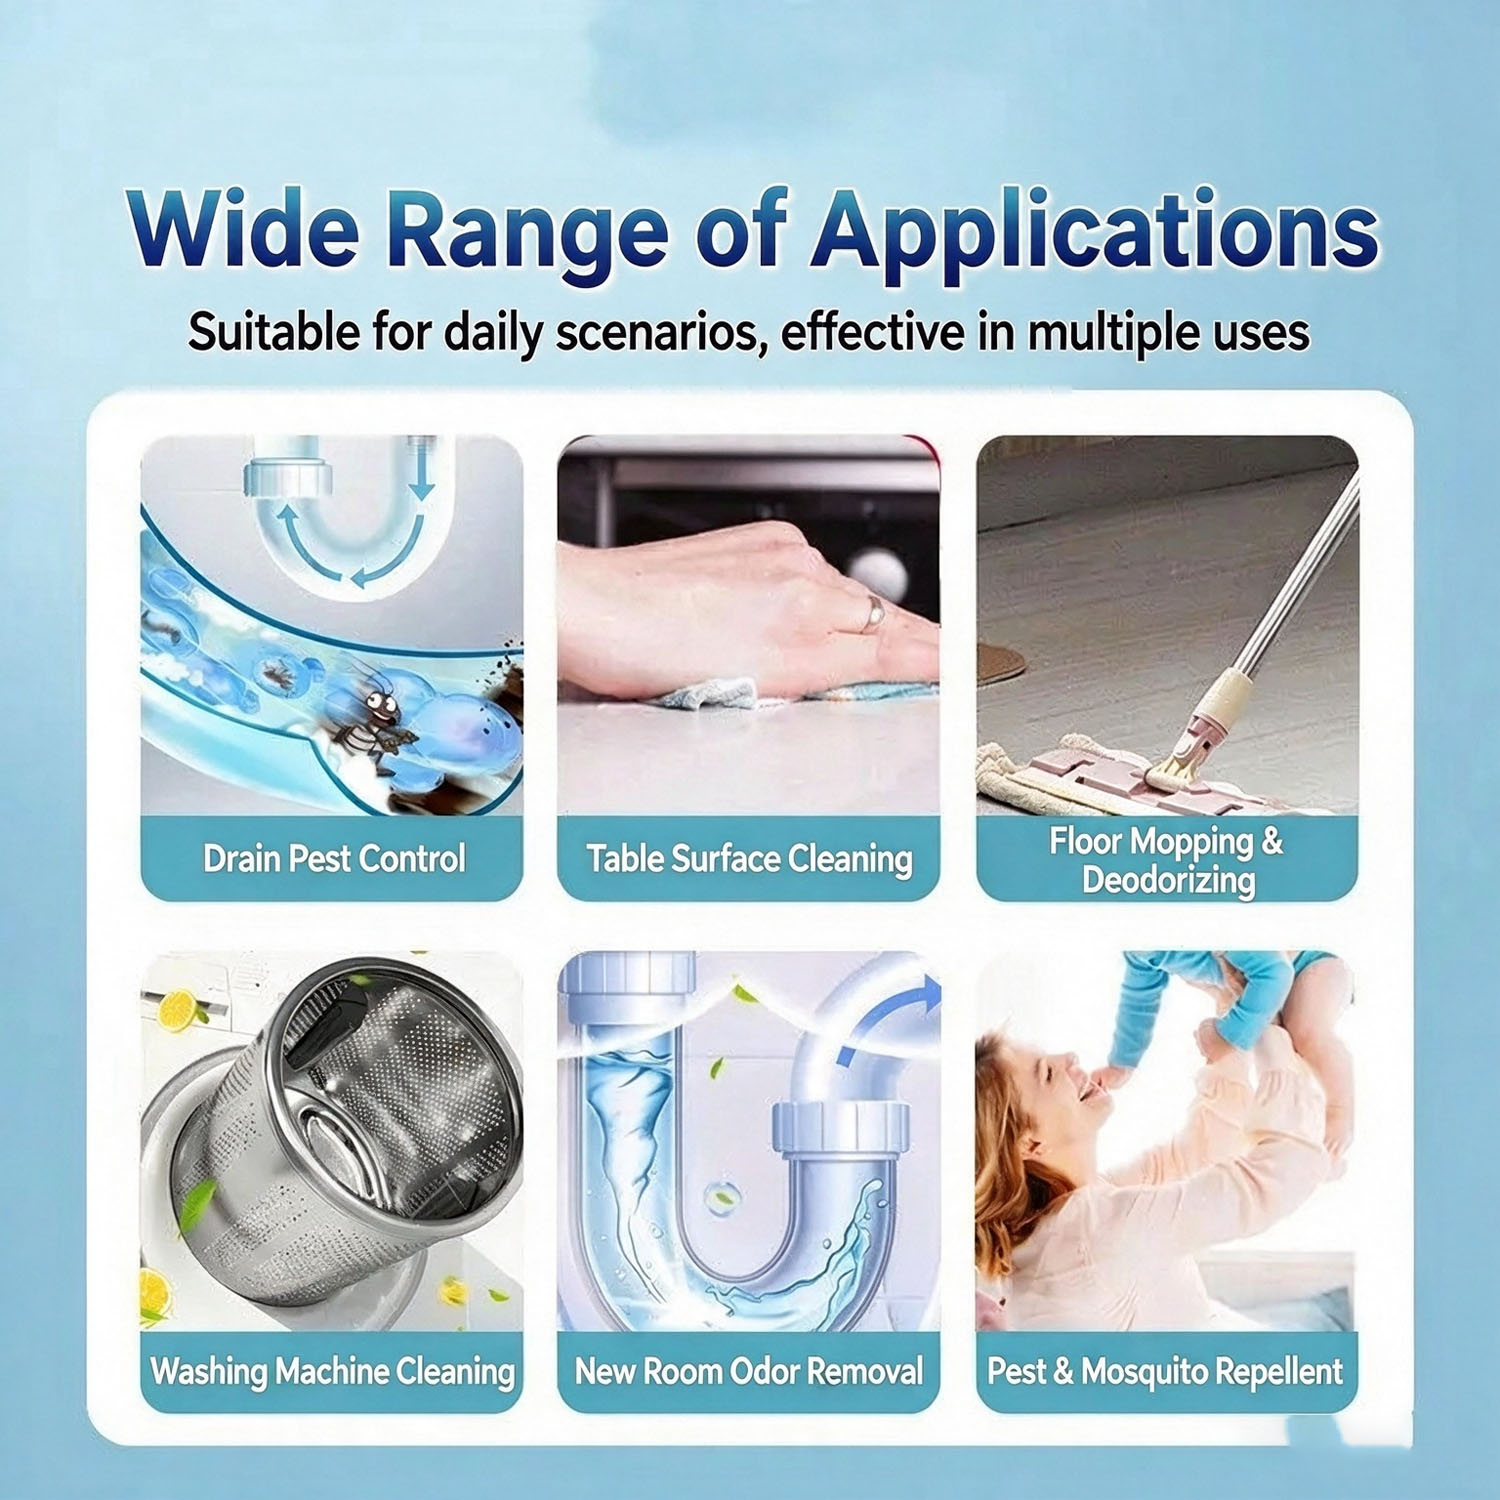 Wide Range of Applications
Suitable for daily scenarios, effective in multiple uses
Drain Pest Control
Table Surface Cleaning
Floor Mopping &
Deodorizing
Washing Machine Cleaning
New Room Odor Removal
Pest & Mosquito Repellent